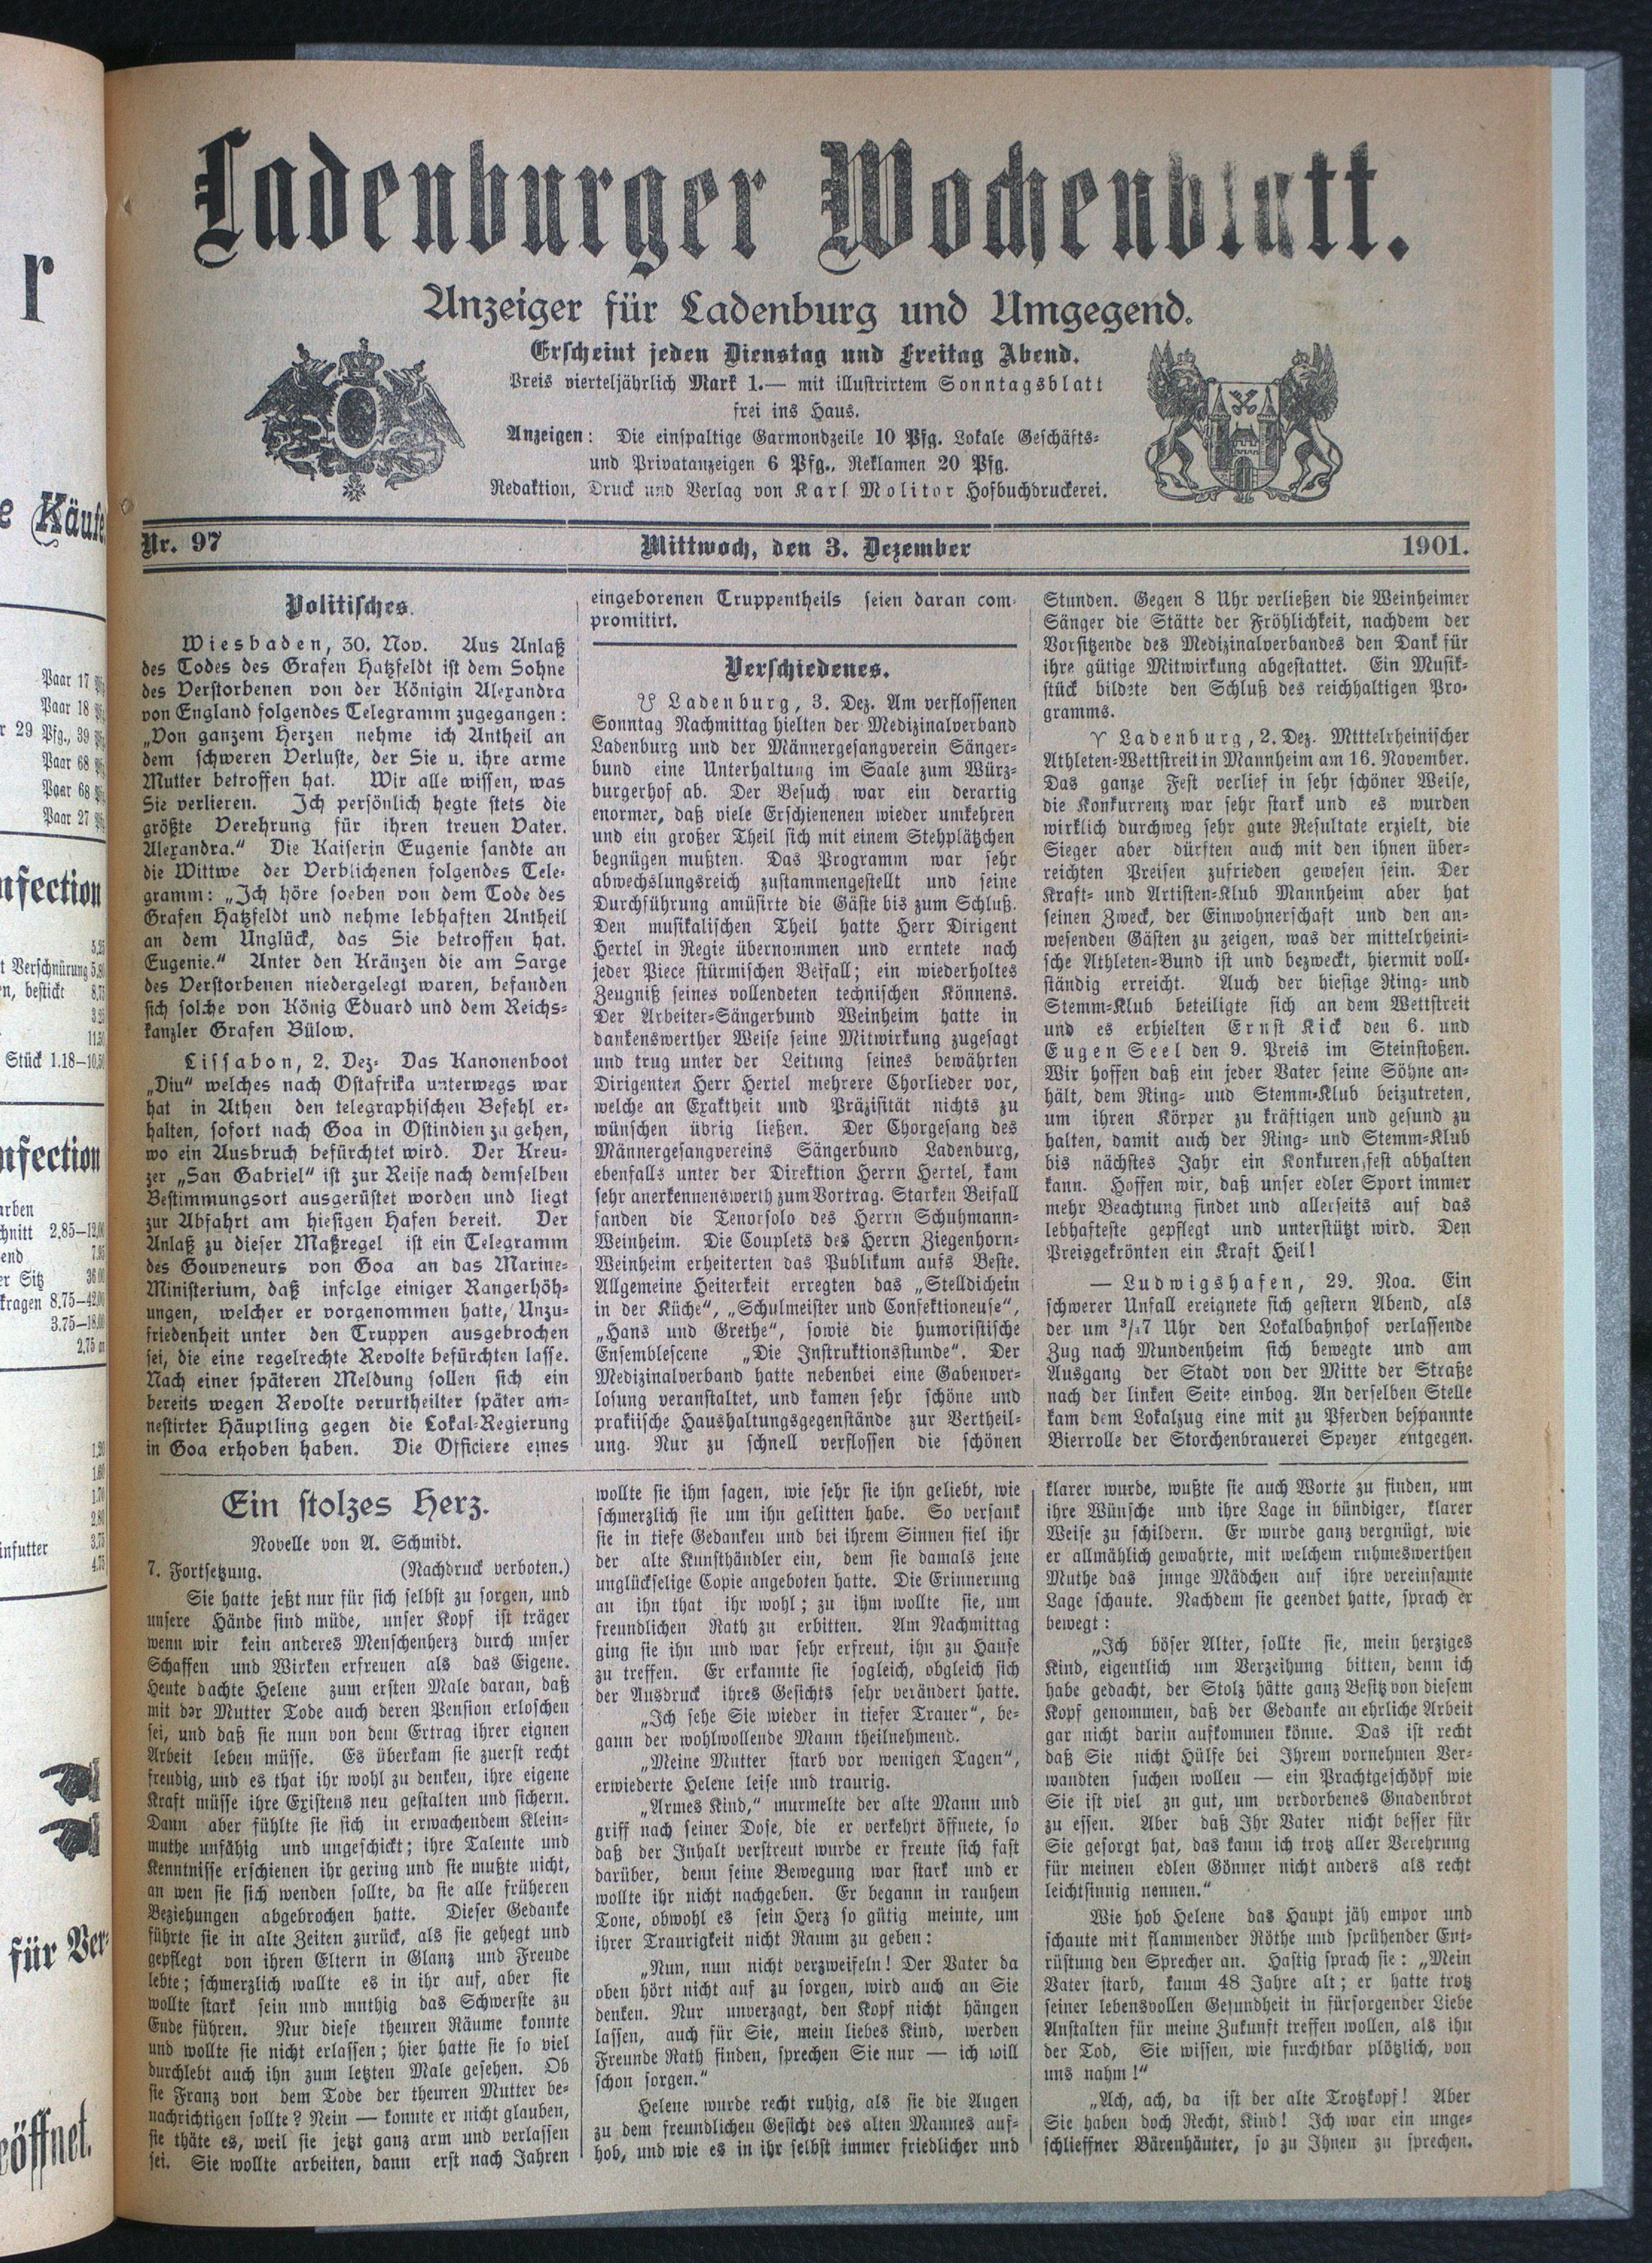 Ladenburger Wochenblatt.
Anzeiger für Ladenburg und Umgegend.
Erscheint jeden Dienstag und Freitag Abend.
Preis vierteljährlich Mark 1.— mit illustrirtem Sonntagsblatt
frei ins Haus.
Anzeigen: Die einspaltige Garmondzeile 10 Pfg. Lokale Geschäfts-
und Privatanzeigen 6 Pfg., Reklamen 20 Pfg.
Redaktion, Druck und Verlag von Karl Molitor Hofbuchdruckerei.
Nr. 97
Mittwoch, den 3. Dezember
1901.
Politisches.
Wiesbaden, 30. Nov. Aus Anlaß
des Todes des Grafen Hatzfeldt ist dem Sohne
des Verstorbenen von der Königin Alexandra
von England folgendes Telegramm zugegangen:
„Von ganzem Herzen nehme ich Antheil an
dem schweren Verluste, der Sie u. ihre arme
Mutter betroffen hat. Wir alle wissen, was
Sie verlieren. Ich persönlich hegte stets die
größte Verehrung für ihren treuen Vater.
Alexandra.“ Die Kaiserin Eugenie sandte an
die Wittwe der Verblichenen folgendes Tele-
gramm: „Ich höre soeben von dem Tode des
Grafen Hatzfeldt und nehme lebhaften Antheil
an dem Unglück, das Sie betroffen hat.
Eugenie.“ Unter den Kränzen die am Sarge
des Verstorbenen niedergelegt waren, befanden
sich solche von König Eduard und dem Reichs-
kanzler Grafen Bülow.
Lissabon, 2. Dez. Das Kanonenboot
„Diu“ welches nach Ostafrika unterwegs war
hat in Athen den telegraphischen Befehl er-
halten, sofort nach Goa in Ostindien zu gehen,
wo ein Ausbruch befürchtet wird. Der Kreu-
zer „San Gabriel“ ist zur Reise nach demselben
Bestimmungsort ausgerüstet worden und liegt
zur Abfahrt am hiesigen Hafen bereit. Der
Anlaß zu dieser Maßregel ist ein Telegramm
des Gouveneurs von Goa an das Marine-
Ministerium, daß infolge einiger Rangerhöh-
ungen, welcher er vorgenommen hatte, Unzu-
friedenheit unter den Truppen ausgebrochen
sei, die eine regelrechte Revolte befürchten lasse.
Nach einer späteren Meldung sollen sich ein
bereits wegen Revolte verurtheilter später am-
nestirter Häuptling gegen die Lokal-Regierung
in Goa erhoben haben. Die Officiere eines
eingeborenen Truppentheils seien daran com-
promitirt.
Verschiedenes.
Ladenburg, 3. Dez. Am verflossenen
Sonntag Nachmittag hielten der Medizinalverband
Ladenburg und der Männergesangverein Sänger-
bund eine Unterhaltung im Saale zum Würz-
burgerhof ab. Der Besuch war ein derartig
enormer, daß viele Erschienenen wieder umkehren
und ein großer Theil sich mit einem Stehplätzchen
begnügen mußten. Das Programm war sehr
abwechslungsreich zustammengestellt und seine
Durchführung amüsirte die Gäste bis zum Schluß.
Den musikalischen Theil hatte Herr Dirigent
Hertel in Regie übernommen und erntete nach
jeder Piece stürmischen Beifall; ein wiederholtes
Zeugniß seines vollendeten technischen Könnens.
Der Arbeiter-Sängerbund Weinheim hatte in
dankenswerther Weise seine Mitwirkung zugesagt
und trug unter der Leitung seines bewährten
Dirigenten Herr Hertel mehrere Chorlieder vor,
welche an Exaktheit und Präzisität nichts zu
wünschen übrig ließen. Der Chorgesang des
Männergesangvereins Sängerbund Ladenburg,
ebenfalls unter der Direktion Herrn Hertel, kam
sehr anerkennenswerth zum Vortrag. Starken Beifall
fanden die Tenorsolo des Herrn Schuhmann-
Weinheim. Die Couplets des Herrn Ziegenhorn-
Weinheim erheiterten das Publikum aufs Beste.
Allgemeine Heiterkeit erregten das „Stelldichein
in der Küche“, „Schulmeister und Confektioneuse“,
„Hans und Grethe“, sowie die humoristische
Ensemblescene „Die Instruktionsstunde“. Der
Medizinalverband hatte nebenbei eine Gabenver-
losung veranstaltet, und kamen sehr schöne und
praktische Haushaltungsgegenstände zur Vertheil-
ung. Nur zu schnell verflossen die schönen
Stunden. Gegen 8 Uhr verließen die Weinheimer
Sänger die Stätte der Fröhlichkeit, nachdem der
Vorsitzende des Medizinalverbandes den Dank für
ihre gütige Mitwirkung abgestattet. Ein Musik-
stück bildete den Schluß des reichhaltigen Pro-
gramms.
Ladenburg, 2. Dez. Mtttelrheinischer
Athleten-Wettstreit in Mannheim am 16. November.
Das ganze Fest verlief in sehr schöner Weise,
die Konkurrenz war sehr stark und es wurden
wirklich durchweg sehr gute Resultate erzielt, die
Sieger aber dürften auch mit den ihnen über-
reichten Preisen zufrieden gewesen sein. Der
Kraft- und Artisten-Klub Mannheim aber hat
seinen Zweck, der Einwohnerschaft und den an-
wesenden Gästen zu zeigen, was der mittelrheini-
sche Athleten-Bund ist und bezweckt, hiermit voll-
ständig erreicht. Auch der hiesige Ring- und
Stemm-Klub beteiligte sich an dem Wettstreit
und es erhielten Ernst Kick den 6. und
Eugen Seel den 9. Preis im Steinstoßen.
Wir hoffen daß ein jeder Vater seine Söhne an-
hält, dem Ring- und Stemm-Klub beizutreten,
um ihren Körper zu kräftigen und gesund zu
halten, damit auch der Ring- und Stemm-Klub
bis nächstes Jahr ein Konkuren,fest abhalten
kann. Hoffen wir, daß unser edler Sport immer
mehr Beachtung findet und allerseits auf das
lebhafteste gepflegt und unterstützt wird. Den
Preisgekrönten ein Kraft Heil!
— Ludwigshafen, 29. Noa. Ein
schwerer Unfall ereignete sich gestern Abend, als
der um 3/47 Uhr den Lokalbahnhof verlassende
Zug nach Mundenheim sich bewegte und am
Ausgang der Stadt von der Mitte der Straße
nach der linken Seite einbog. An derselben Stelle
kam dem Lokalzug eine mit zu Pferden bespannte
Bierrolle der Storchenbrauerei Speyer entgegen.
Ein stolzes Herz.
Novelle von A. Schmidt.
7. Fortsetzung. (Nachdruck verboten.)
Sie hatte jetzt nur für sich selbst zu sorgen, und
unsere Hände sind müde, unser Kopf ist träger
wenn wir kein anderes Menschenherz durch unser
Schaffen und Wirken erfreuen als das Eigene.
Heute dachte Helene zum ersten Male daran, daß
mit der Mutter Tode auch deren Pension erloschen
sei, und daß sie nun von dem Ertrag ihrer eignen
Arbeit leben müsse. Es überkam sie zuerst recht
freudig, und es that ihr wohl zu denken, ihre eigene
Kraft müsse ihre Existens neu gestalten und sichern.
Dann aber fühlte sie sich in erwachendem Klein-
muthe unfähig und ungeschickt; ihre Talente und
Kenntnisse erschienen ihr gering und sie mußte nicht,
an wen sie sich wenden sollte, da sie alle früheren
Beziehungen abgebrochen hatte. Dieser Gedanke
führte sie in alte Zeiten zurück, als sie gehegt und
gepflegt von ihren Eltern in Glanz und Freude
lebte; schmerzlich wallte es in ihr auf, aber sie
wollte stark sein und mnthig das Schwerste zu
Ende führen. Nur diese theuren Räume konnte
und wollte sie nicht erlassen; hier hatte sie so viel
durchlebt auch ihn zum letzten Male gesehen. Ob
sie Franz von dem Tode der theuren Mutter be-
nachrichtigen sollte? Nein — konnte er nicht glauben,
sie thäte es, weil sie jetzt ganz arm und verlassen
sei. Sie wollte arbeiten, dann erst nach Jahren
wollte sie ihm sagen, wie sehr sie ihn geliebt, wie
schmerzlich sie um ihn gelitten habe. So versank
sie in tiefe Gedanken und bei ihrem Sinnen fiel ihr
der alte Kunsthändler ein, dem sie damals jene
unglückselige Copie angeboten hatte. Die Erinnerung
an ihn that ihr wohl; zu ihm wollte sie, um
freundlichen Rath zu erbitten. Am Nachmittag
ging sie ihn und war sehr erfreut, ihn zu Hause
zu treffen. Er erkannte sie sogleich, obgleich sich
der Ausdruck ihres Gesichts sehr verändert hatte.
„Ich sehe Sie wieder in tiefer Trauer“, be-
gann der wohlwollende Mann theilnehmend.
„Meine Mutter starb vor wenigen Tagen“,
erwiederte Helene leise und traurig.
„Armes Kind,“ murmelte der alte Mann und
griff nach seiner Dose, die er verkehrt öffnete, so
daß der Inhalt verstreut wurde er freute sich fast
darüber, denn seine Bewegung war stark und er
wollte ihr nicht nachgeben. Er begann in rauhem
Tone, obwohl es sein Herz so gütig meinte, um
ihrer Traurigkeit nicht Raum zu geben:
„Nun, nun nicht verzweifeln! Der Vater da
oben hört nicht auf zu sorgen, wird auch an Sie
denken. Nur unverzagt, den Kopf nicht hängen
lassen, auch für Sie, mein liebes Kind, werden
Freunde Rath finden, sprechen Sie nur — ich will
schon sorgen.“
Helene wurde recht ruhig, als sie die Augen
zu dem freundlichen Gesicht des alten Mannes auf-
hob, und wie es in ihr selbst immer friedlicher und
klarer wurde, wußte sie auch Worte zu finden, um
ihre Wünsche und ihre Lage in bündiger, klarer
Weise zu schildern. Er wurde ganz vergnügt, wie
er allmählich gewahrte, mit welchem ruhmeswerthen
Muthe das junge Mädchen auf ihre vereinsamte
Lage schaute. Nachdem sie geendet hatte, sprach er
bewegt:
„Ich böser Alter, sollte sie, mein herziges
Kind, eigentlich um Verzeihung bitten, denn ich
habe gedacht, der Stolz hätte ganz Besitz von diesem
Kopf genommen, daß der Gedanke an ehrliche Arbeit
gar nicht darin aufkommen könne. Das ist recht
daß Sie nicht Hülfe bei Ihrem vornehmen Ver-
wandten suchen wollen — ein Prachtgeschöpf wie
Sie ist viel zu gut, um verdorbenes Gnadenbrot
zu essen. Aber daß Ihr Vater nicht besser für
Sie gesorgt hat, das kann ich trotz aller Verehrung
für meinen edlen Gönner nicht anders als recht
leichtsinnig nennen.“
Wie hob Helene das Haupt jäh empor und
schaute mit flammender Röthe und sprühender Ent-
rüstung den Sprecher an. Hastig sprach sie: „Mein
Vater starb, kaum 48 Jahre alt; er hatte trotz
seiner lebensvollen Gesundheit in fürsorgender Liebe
Anstalten für meine Zukunft treffen wollen, als ihn
der Tod, Sie wissen, wie furchtbar plötzlich, von
uns nahm!“
„Ach, ach, da ist der alte Trotzkopf! Aber
Sie haben doch Recht, Kind! Ich war ein unge-
schlieffner Bärenhäuter, so zu Ihnen zu sprechen.